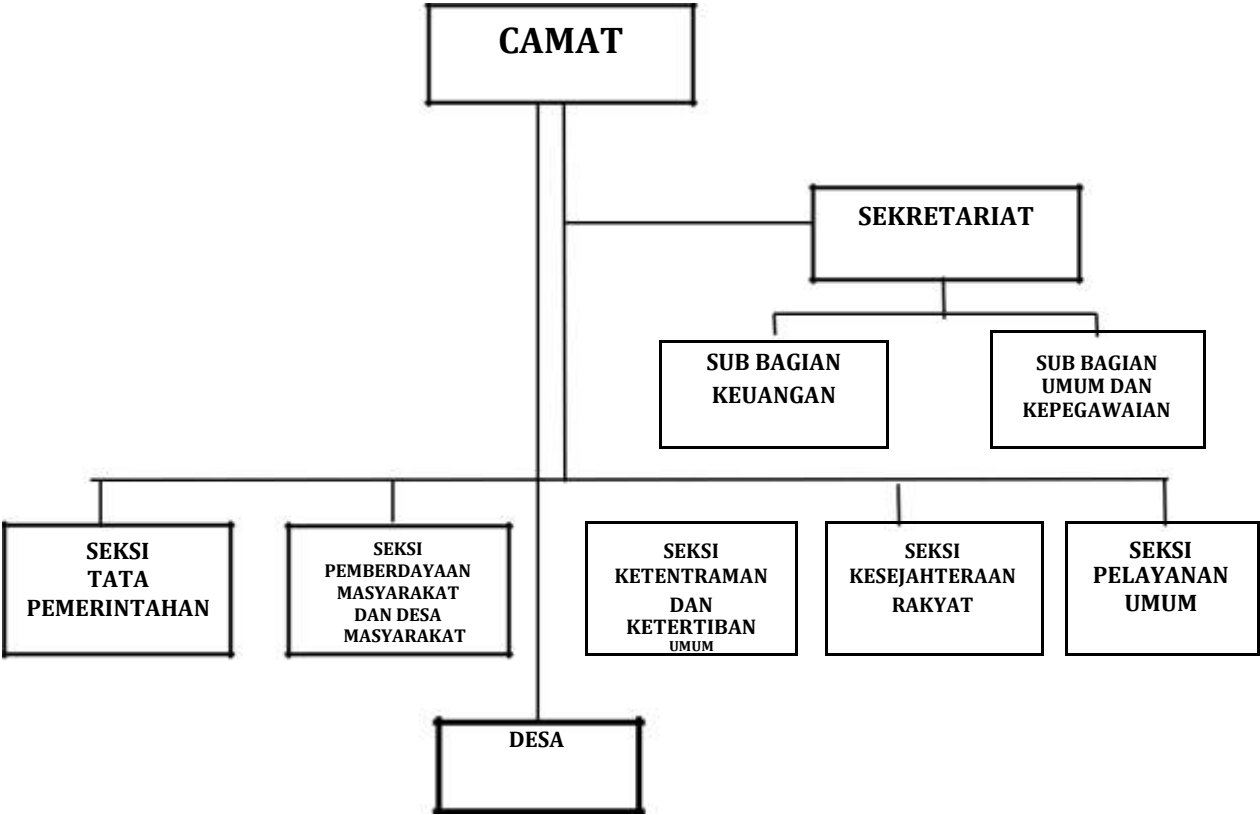 CAMAT
SEKRETARIAT
SUB BAGIAN
KEUANGAN
SUB BAGIAN
UMUM DAN
KEPEGAWAIAN
SEKSI
TATA
PEMERINTAHAN
SEKSI
PEMBERDAYAAN
MASYARAKAT
DAN DESA
MASYARAKAT
SEKSI
KETENTRAMAN
DAN
KETERTIBAN
UMUM
SEKSI
KESEJAHTERAAN
RAKYAT
SEKSI
PELAYANAN
UMUM
DESA